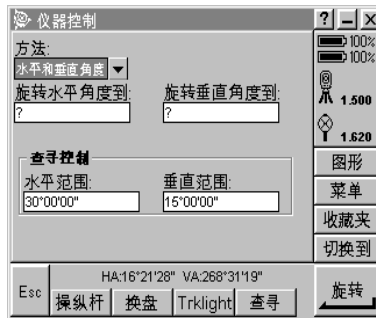 仪器控制
? _ ×
方法:
水平和垂直角度
旋转水平角度到: 旋转垂直角度到:
? ?
查寻控制
水平范围: 垂直范围:
30°00'00" 15°00'00"
100%
100%
1.500
1.620
图形
菜单
收藏夹
切换到
HA:16°21'28" VA:268°31'19"
Esc 操纵杆 换盘 Trklight 查寻 旋转